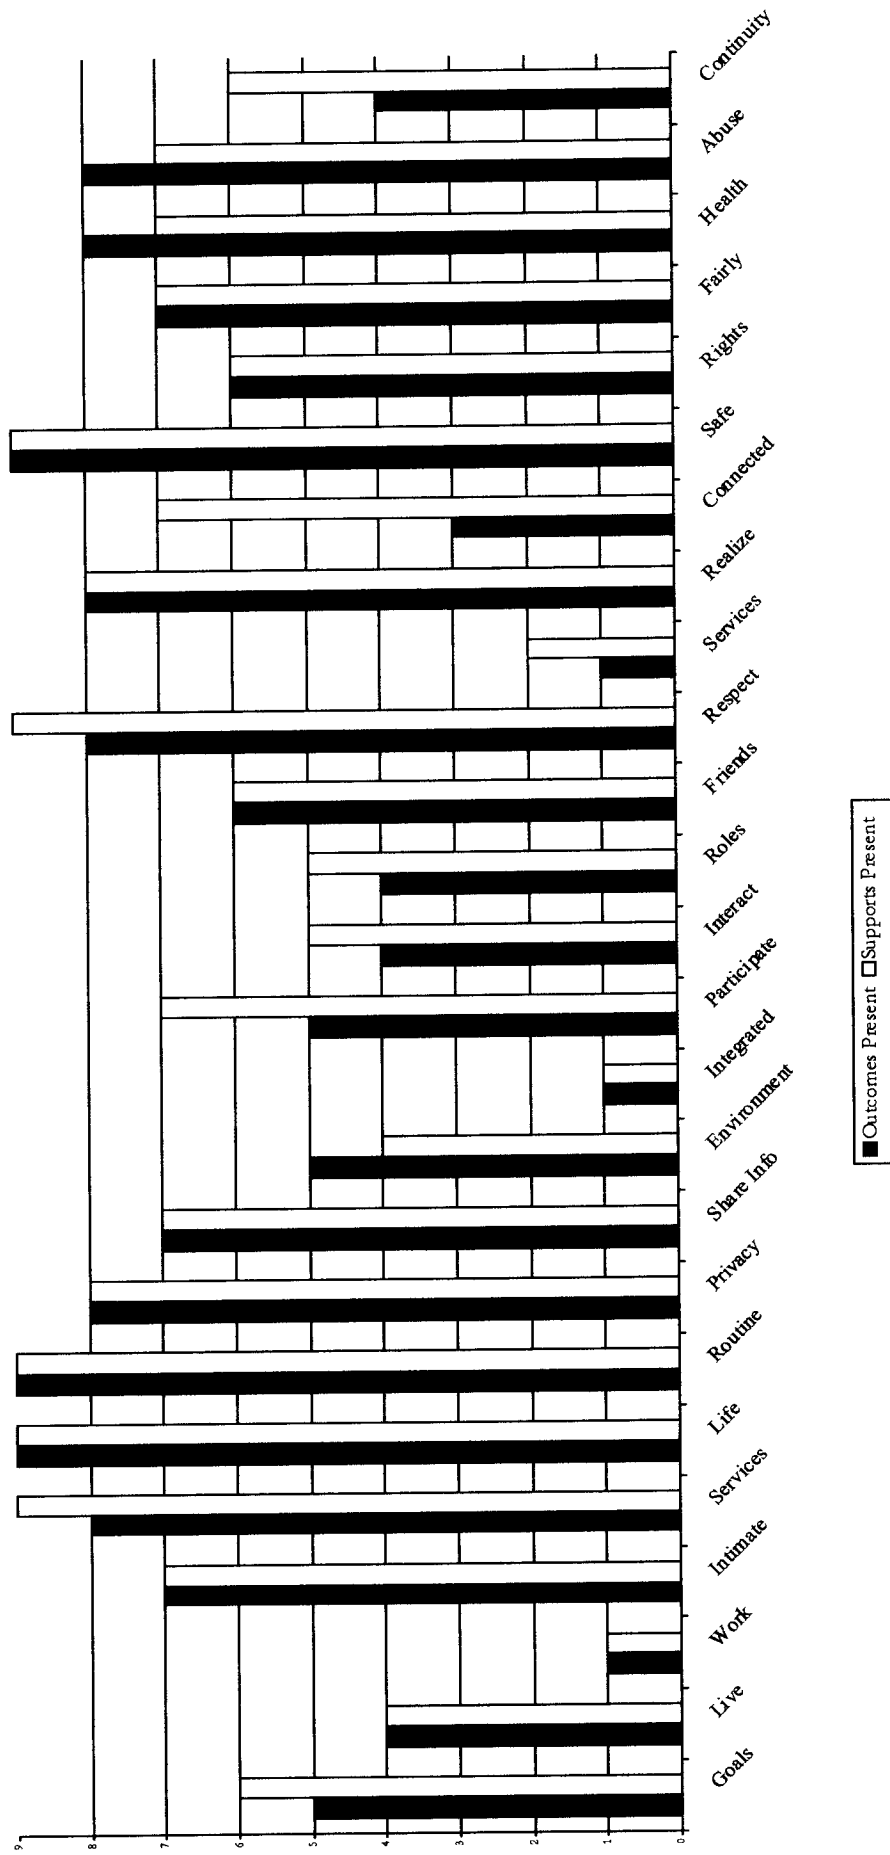 9
8
7
6
5
4
3
2
1
0
Goals
Live
Work
Intimate
Services
Life
Routine
Privacy
Share Info
Environment
Integrated
Participate
Interact
Roles
Friends
Respect
Services
Realize
Connected
Safe
Rights
Fairly
Health
Abuse
Continuity
Outcomes Present Supports Present